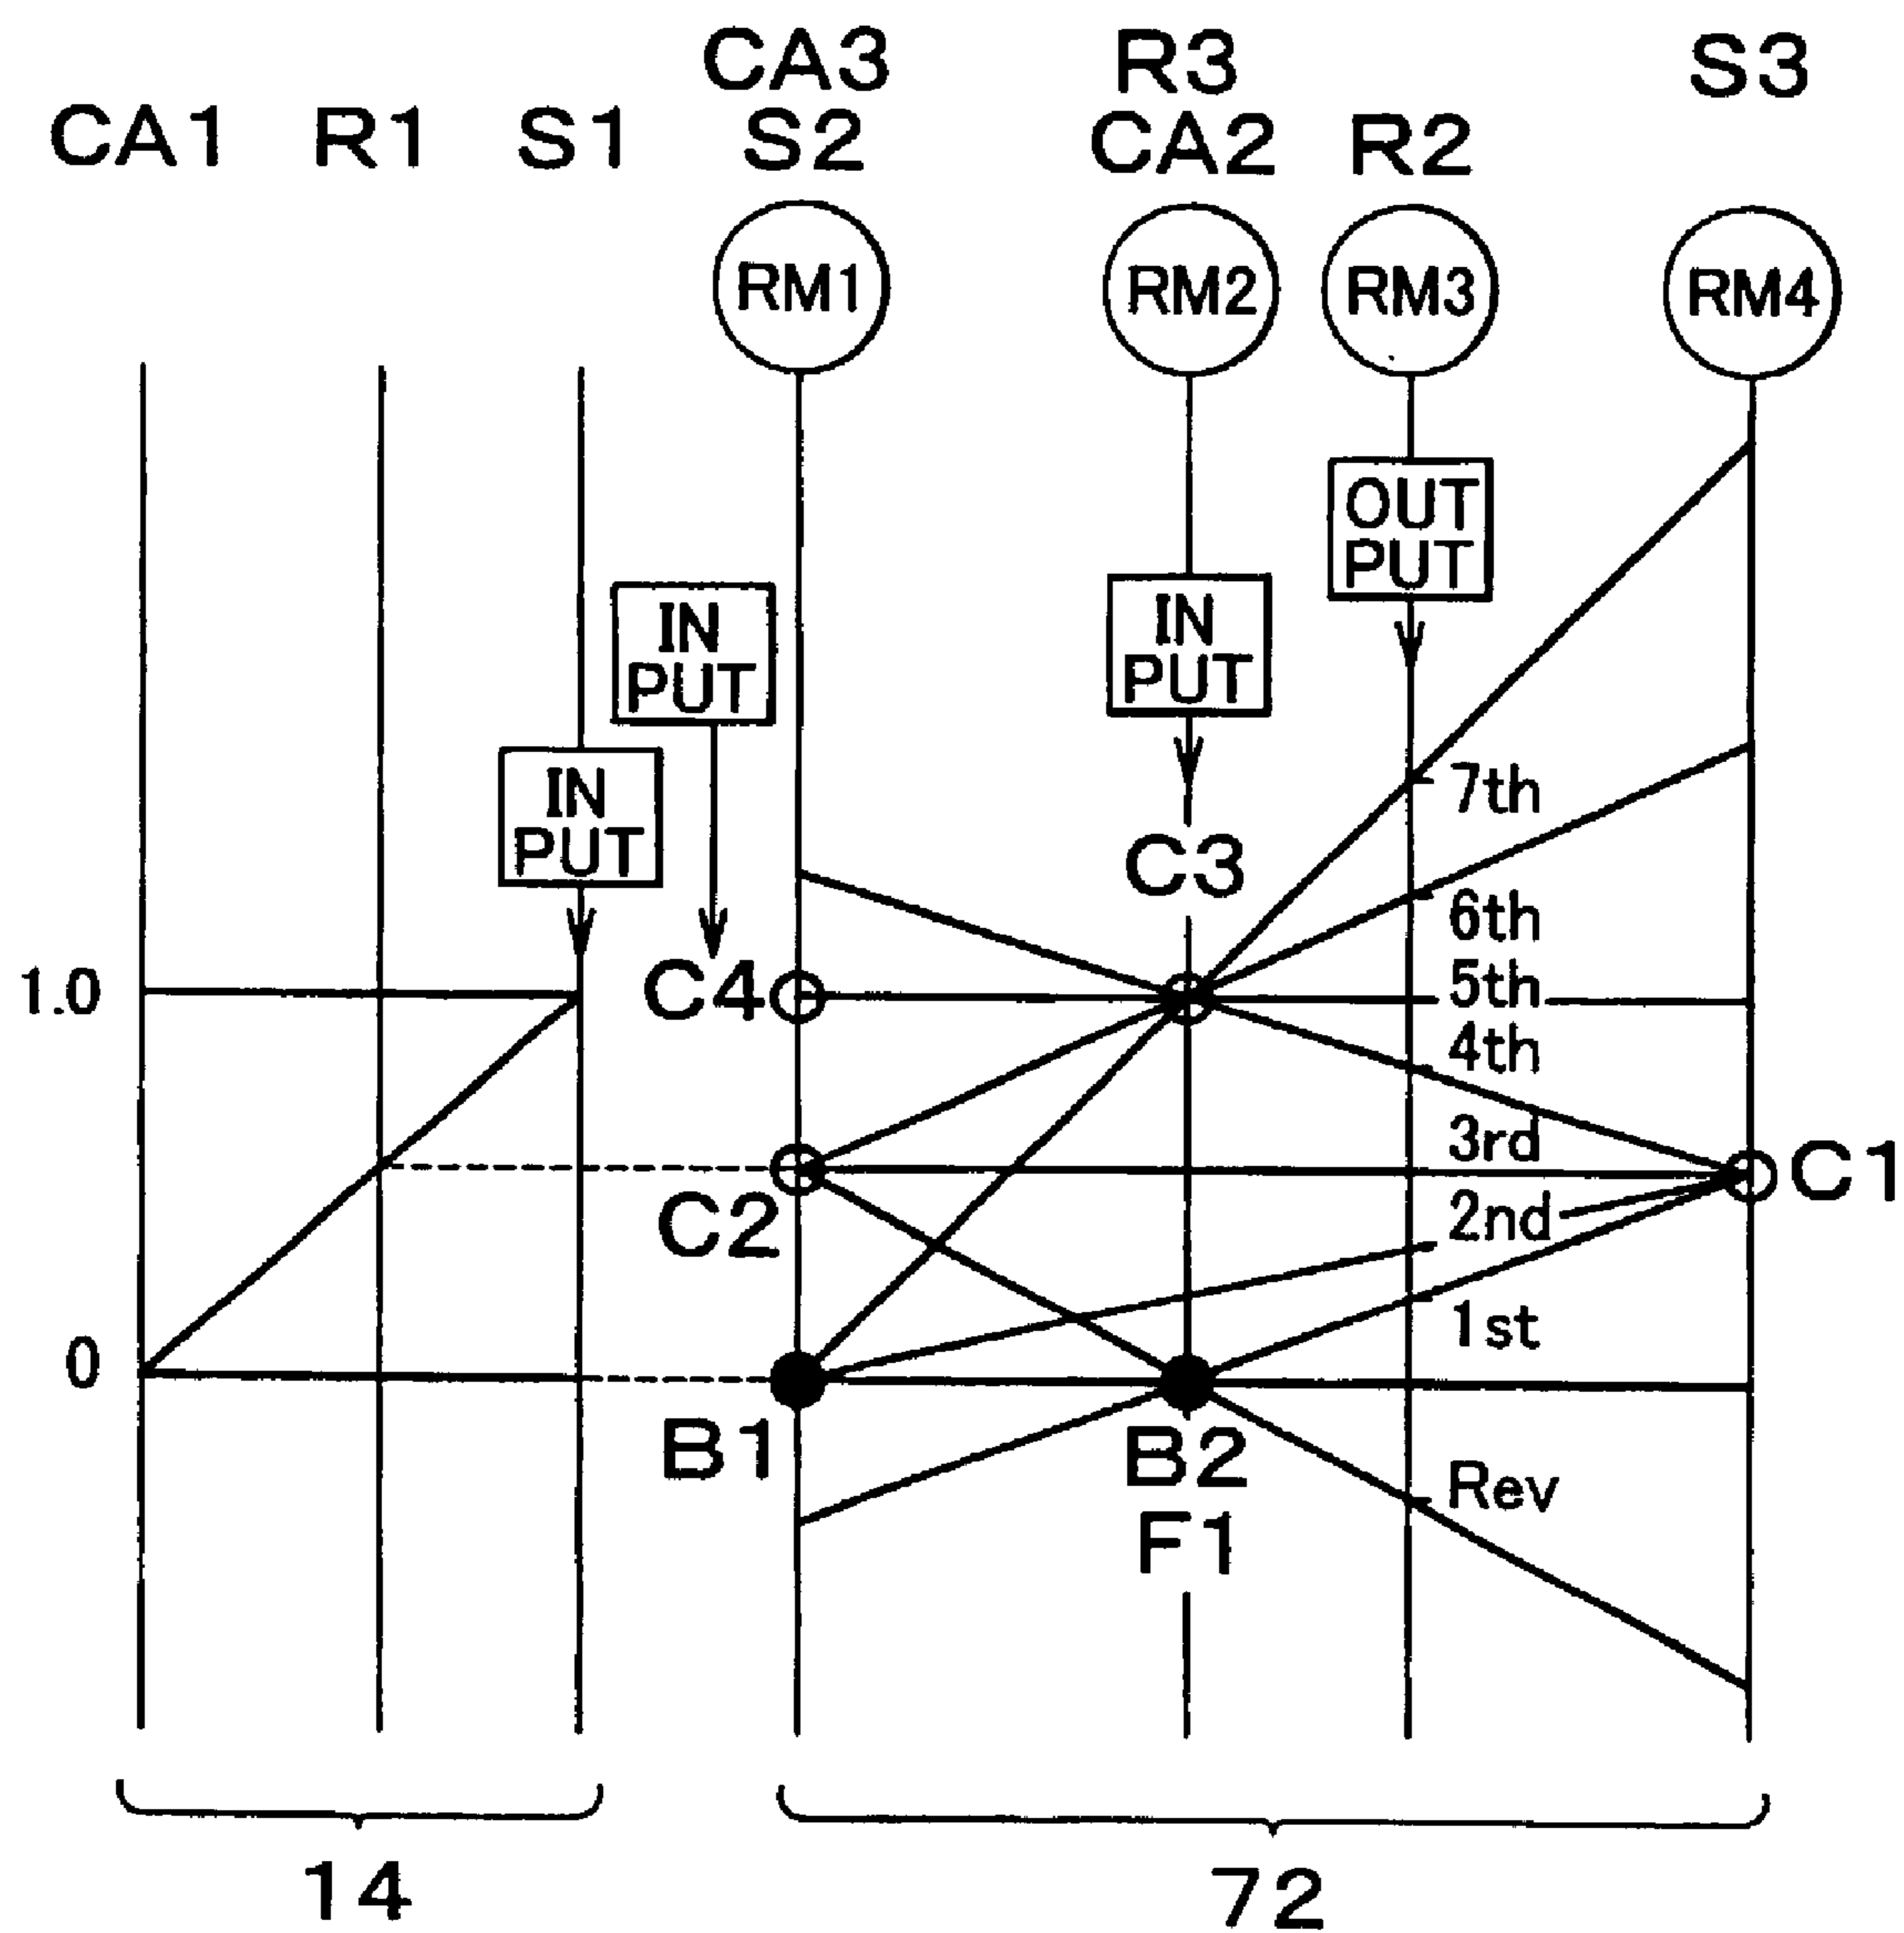 CA3 R3 S3
CA1 R1 S1 S2 CA2 R2
RM1 RM2 RM3 RM4
OUT
PUT
IN
PUT
IN
PUT
IN
PUT
7th
C3
6th
1.0 C4 5th
4th
3rd
C1
C2 2nd
0 1st
B1 B2 Rev
F1
14 72